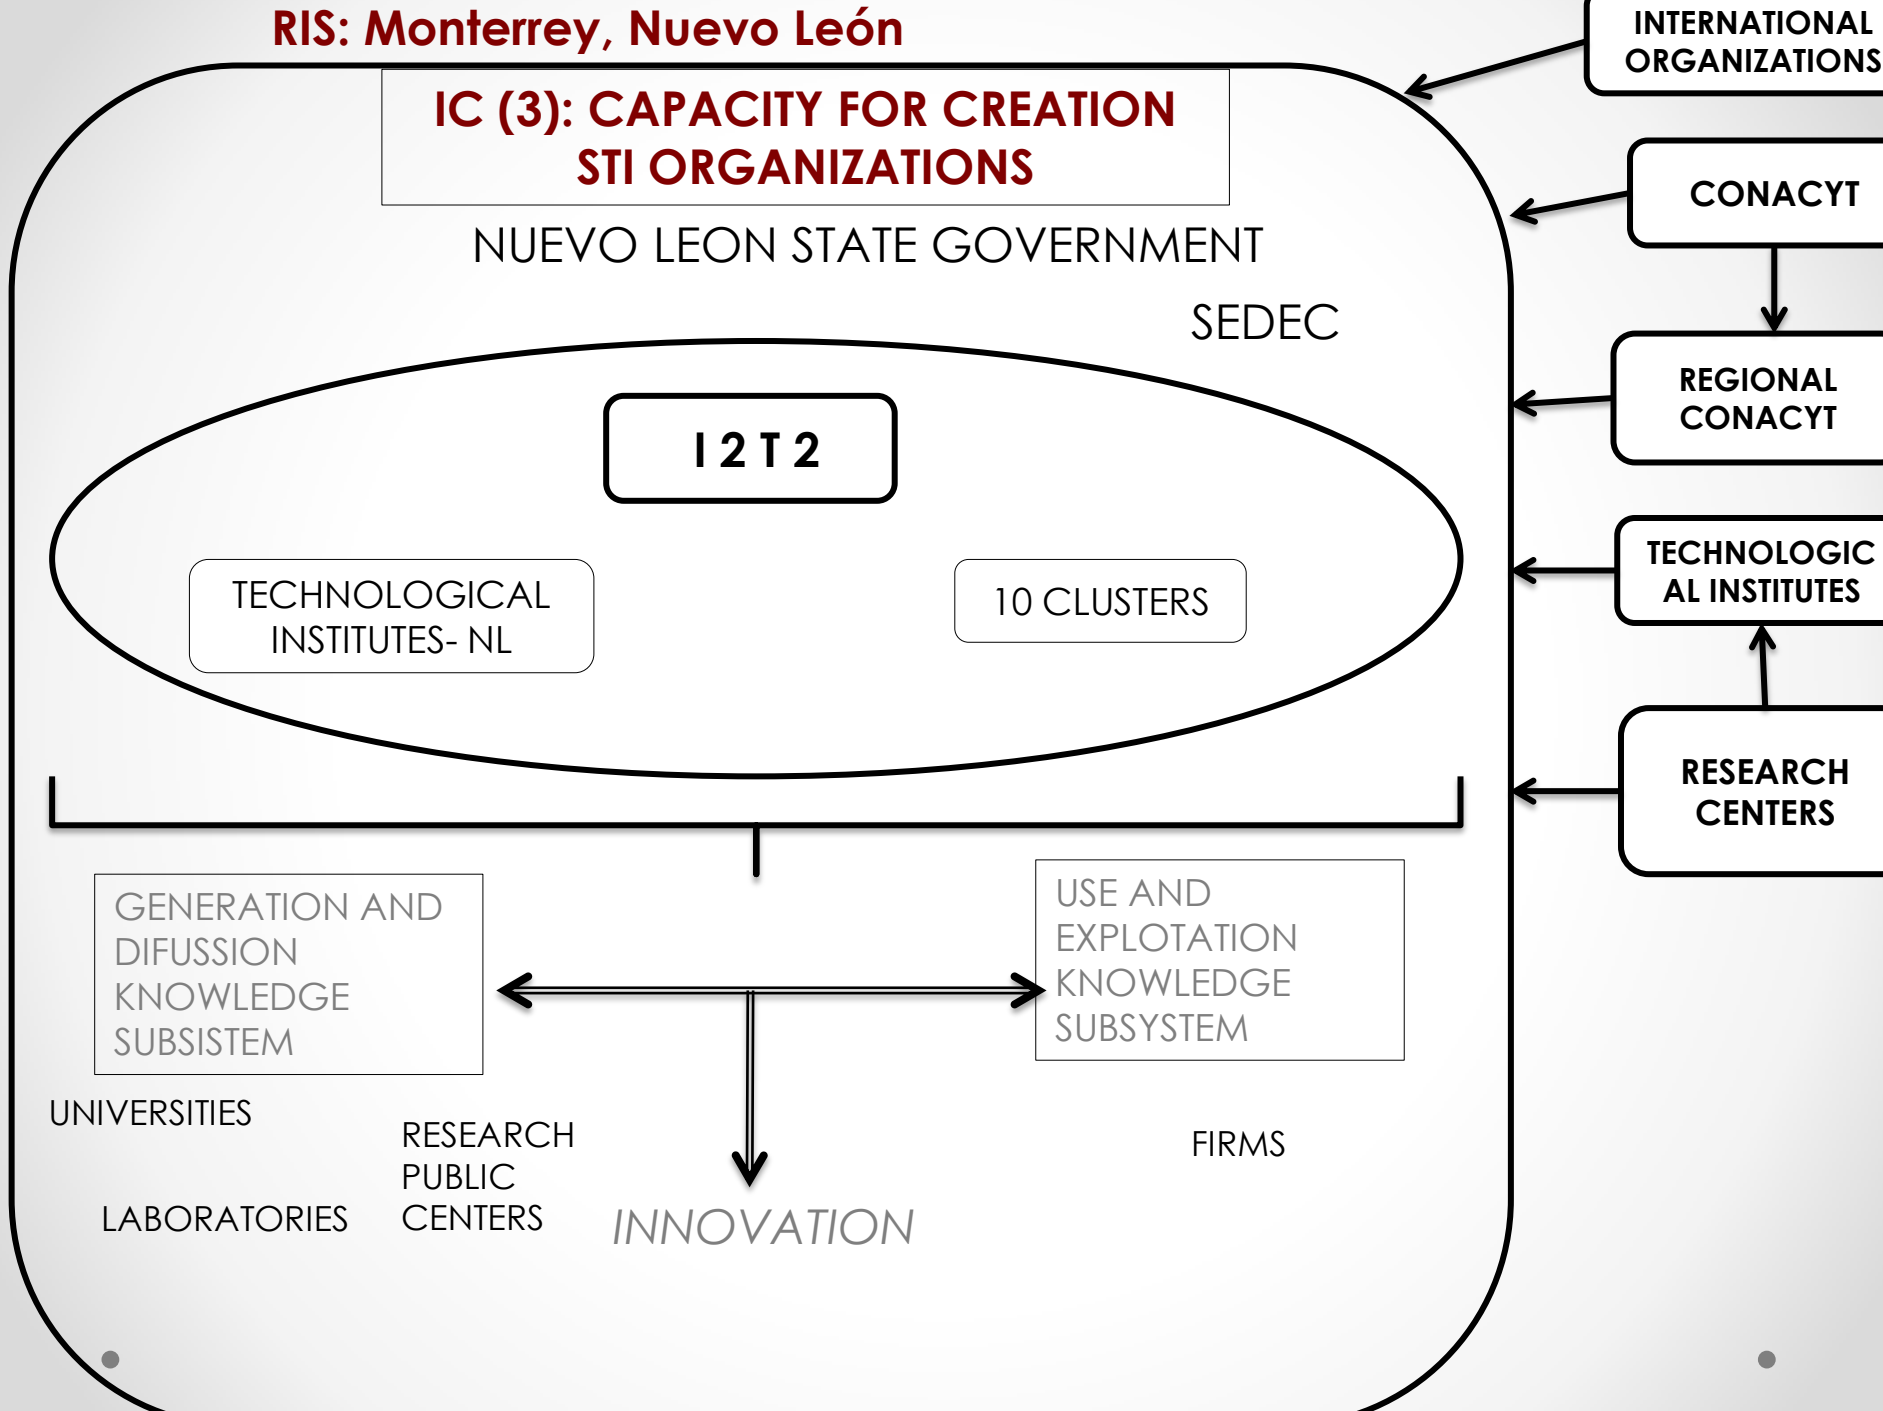 RIS: Monterrey, Nuevo León
IC (3): CAPACITY FOR CREATION
STI ORGANIZATIONS
NUEVO LEON STATE GOVERNMENT
SEDEC
I 2 T 2
TECHNOLOGICAL
INSTITUTES- NL
10 CLUSTERS
GENERATION AND
DIFUSSION
KNOWLEDGE
SUBSISTEM
USE AND
EXPLOTATION
KNOWLEDGE
SUBSYSTEM
UNIVERSITIES
RESEARCH
PUBLIC
CENTERS
LABORATORIES
FIRMS
INNOVATION
INTERNATIONAL
ORGANIZATIONS
CONACYT
REGIONAL
CONACYT
TECHNOLOGIC
AL INSTITUTES
RESEARCH
CENTERS